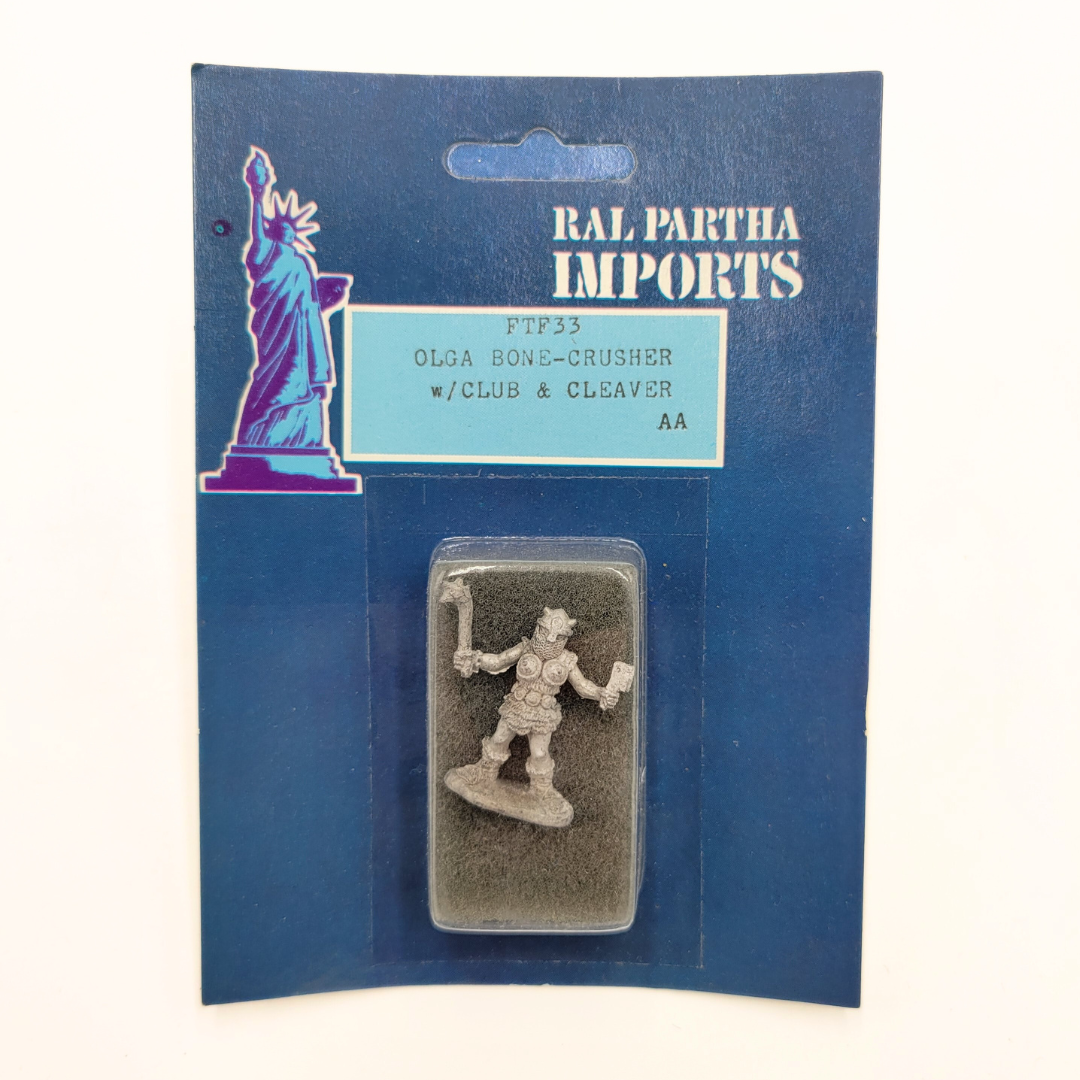 RAL PARTHA
IMPORTS
FTF33
OLGA BONE-CRUSHER
w/CLUB & CLEAVER
AA